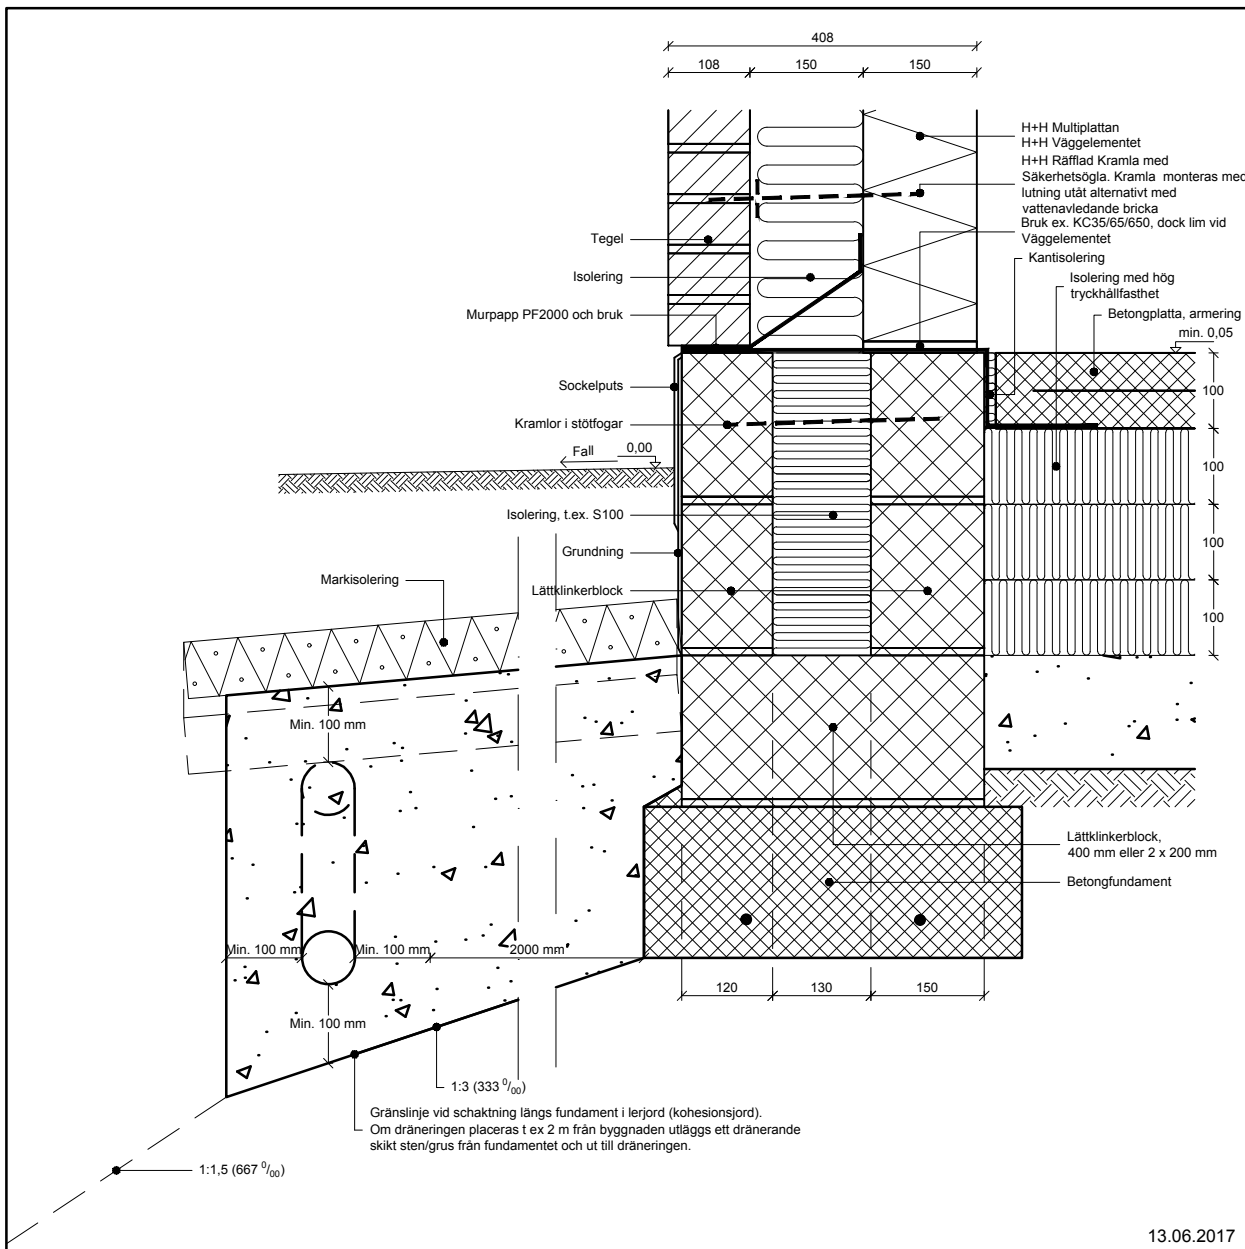 408
108
150
150
H+H Multiplattan
H+H Väggelementet
H+H Räfflad Kramla med
Säkerhetsögla. Kramla monteras med
lutning utåt alternativt med
vattenavledande bricka
Bruk ex. KC35/65/650, dock lim vid
Väggelementet
Kantisolering
Isolering med hög
tryckhållfasthet
Betongplatta, armering
min. 0,05
Tegel
Isolering
Murpapp PF2000 och bruk
Sockelputs
Kramlor i stötfogar
Fall
0,00
Isolering, t.ex. S100
Grundning
Lättklinkerblock
Markisolering
100
100
100
100
Min. 100 mm
Lättklinkerblock,
400 mm eller 2 x 200 mm
Betongfundament
Min. 100 mm
Min. 100 mm
2000 mm
120
130
150
Min. 100 mm
1:3 (333 0/00)
Gränslinje vid schaktning längs fundament i lerjord (kohesionsjord).
Om dräneringen placeras t ex 2 m från byggnaden utläggs ett dränerande
skikt sten/grus från fundamentet och ut till dräneringen.
1:1,5 (667 0/00)
13.06.2017